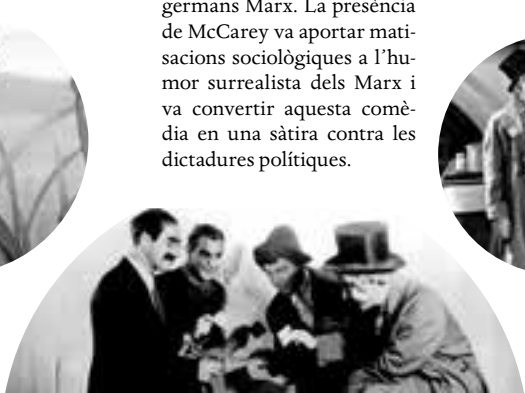 germans Marx. La presència
de McCarey va aportar mati-
sacions sociològiques a l’hu-
mor surrealista dels Marx i
va convertir aquesta comè-
dia en una sàtira contra les
dictadures polítiques.